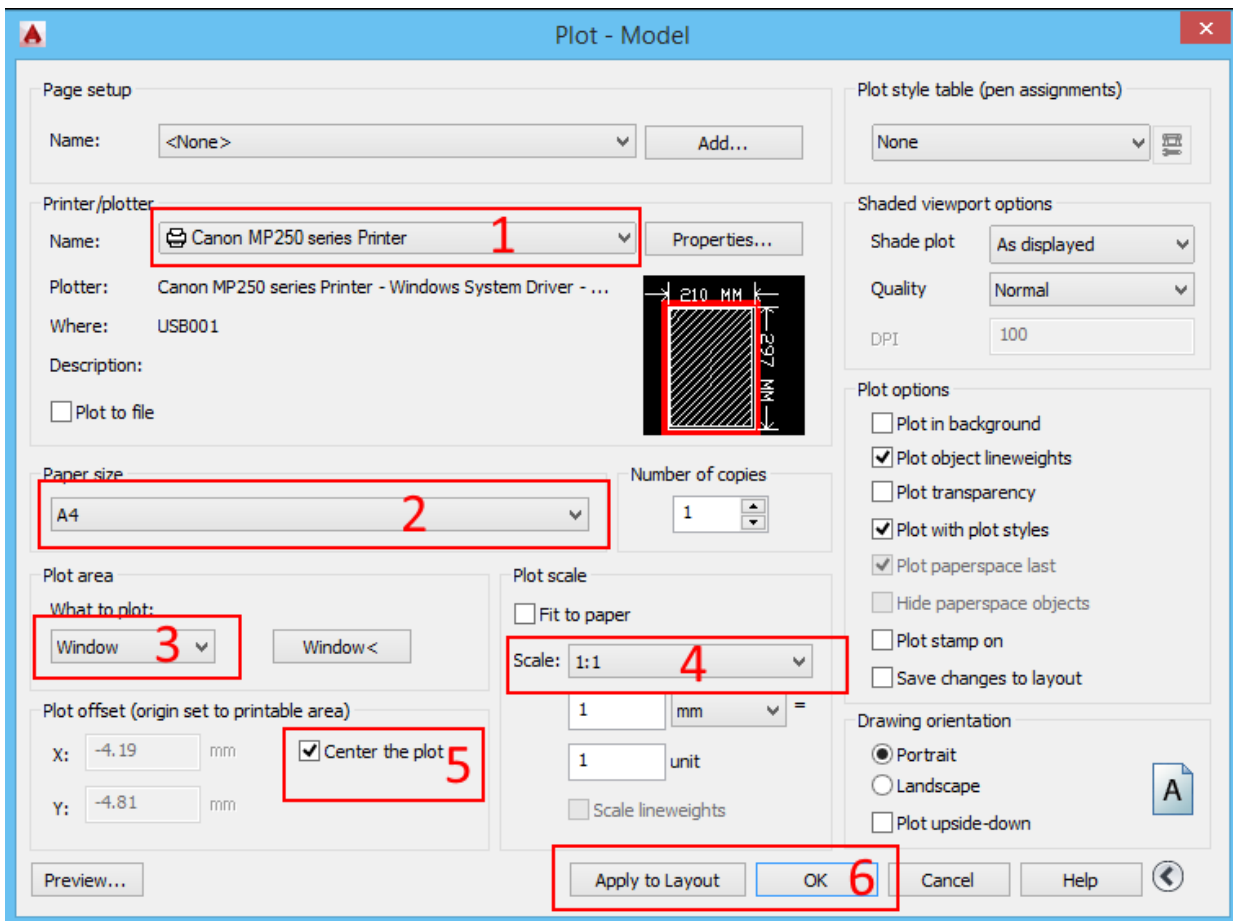 Plot - Model
Page setup
Name: <None> Add...
Plot style table (pen assignments)
None
Printer/plotter
Name: Canon MP250 series Printer 1 Properties...
Plotter: Canon MP250 series Printer - Windows System Driver - ...
Where: USB001
Description:
Plot to file
210 MM
297 MM
Shaded viewport options
Shade plot As displayed
Quality Normal
DPI 100
Paper size
A4 2
Number of copies
1
Plot options
Plot in background
Plot object lineweights
Plot transparency
Plot with plot styles
Plot paperspace last
Hide paperspace objects
Plot stamp on
Save changes to layout
Plot area
What to plot:
Window 3 Window<
Plot scale
Fit to paper
Scale: 1:1 4
1 mm =
1 unit
Scale lineweights
Plot offset (origin set to printable area)
X: -4.19 mm Center the plot 5
Y: -4.81 mm
Drawing orientation
Portrait
Landscape
Plot upside-down
A
Preview... Apply to Layout OK 6 Cancel Help